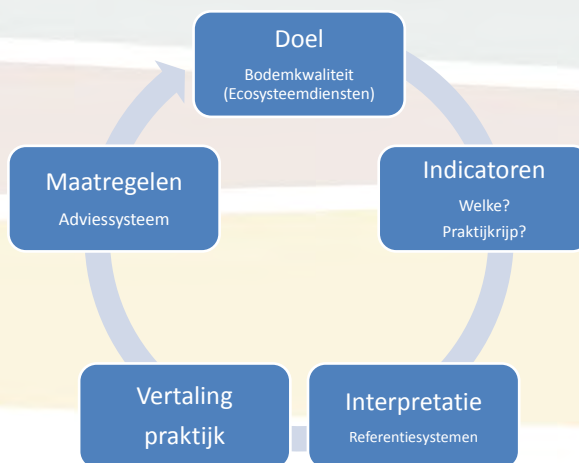 Doel
Bodemkwaliteit
(Ecosysteemdiensten)
Indicatoren
Welke?
Praktijkrijp?
Interpretatie
Referentiesystemen
Vertaling
praktijk
Maatregelen
Adviessysteem